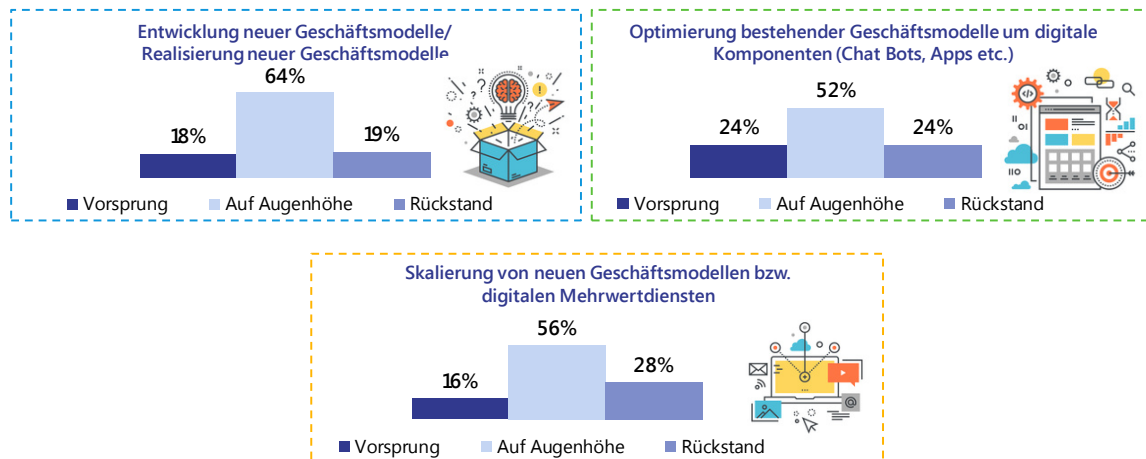 Entwicklung neuer Geschäftsmodelle/
Realisierung neuer Geschäftsmodelle
64%
18%
19%
Vorsprung Auf Augenhöhe Rückstand
Optimierung bestehender Geschäftsmodelle um digitale
Komponenten (Chat Bots, Apps etc.)
52%
24%
24%
Vorsprung Auf Augenhöhe Rückstand
Skalierung von neuen Geschäftsmodellen bzw.
digitalen Mehrwertdiensten
56%
16%
28%
Vorsprung Auf Augenhöhe Rückstand